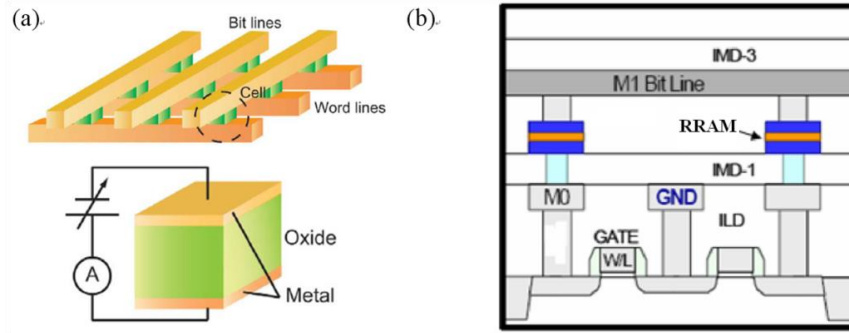 (a)
Bit lines
Cell
Word lines
Oxide
Metal
A
(b)
IMD-3
M1 Bit Line
RRAM
IMD-1
M0
GND
ILD
GATE
W/L